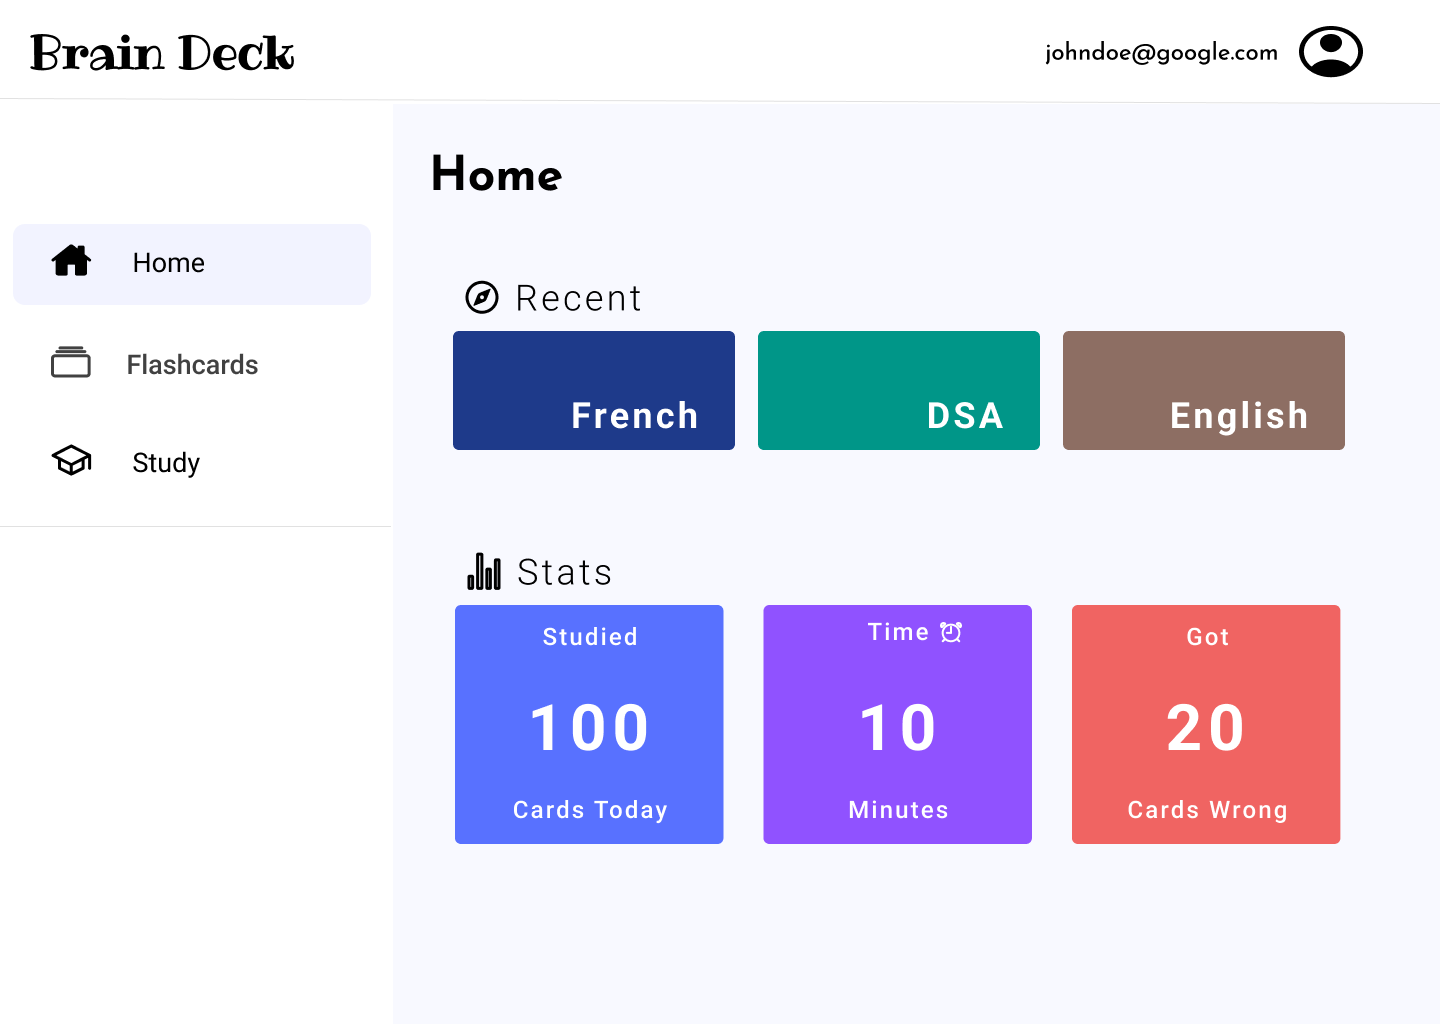 Brain Deck
johndoe@google.com
Home
Flashcards
Study
Home
Recent
French
DSA
English
Stats
Studied
100
Cards Today
Time
10
Minutes
Got
20
Cards Wrong